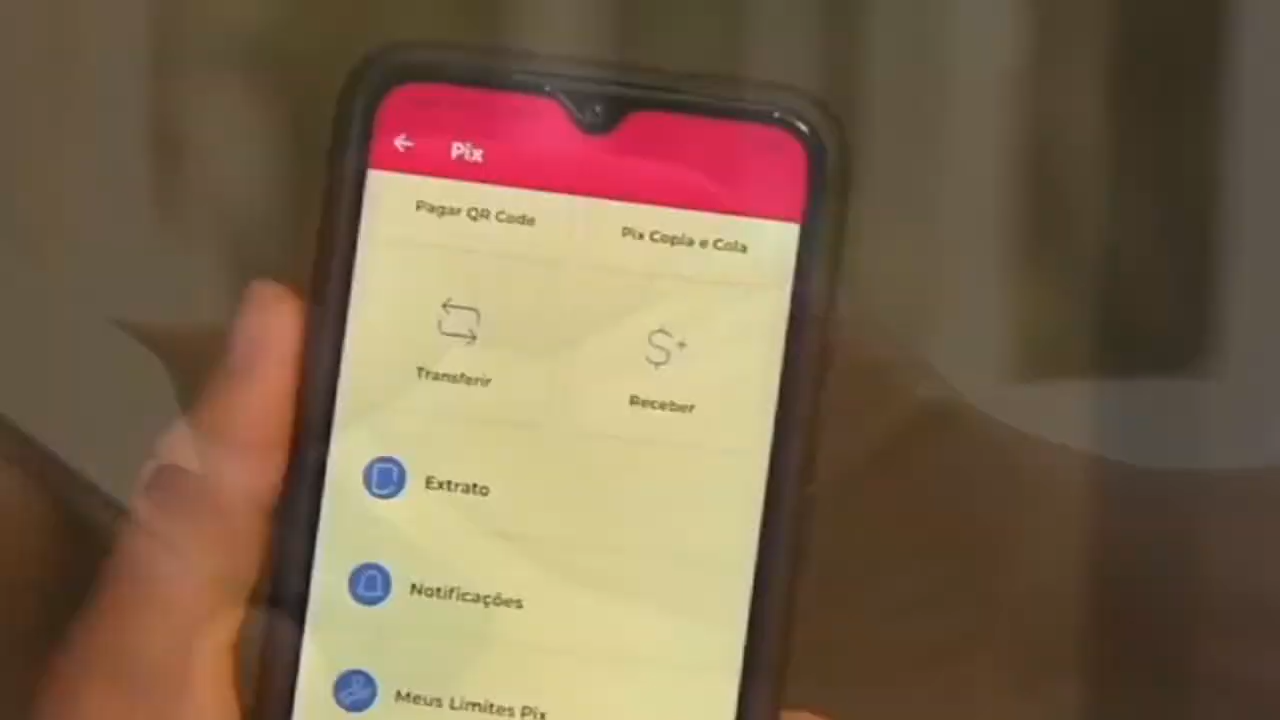 Pix
Pagar QR Code
Pix Copia e Cola
Transferir
Receber
Extrato
Notificações
Meus Limites Pix